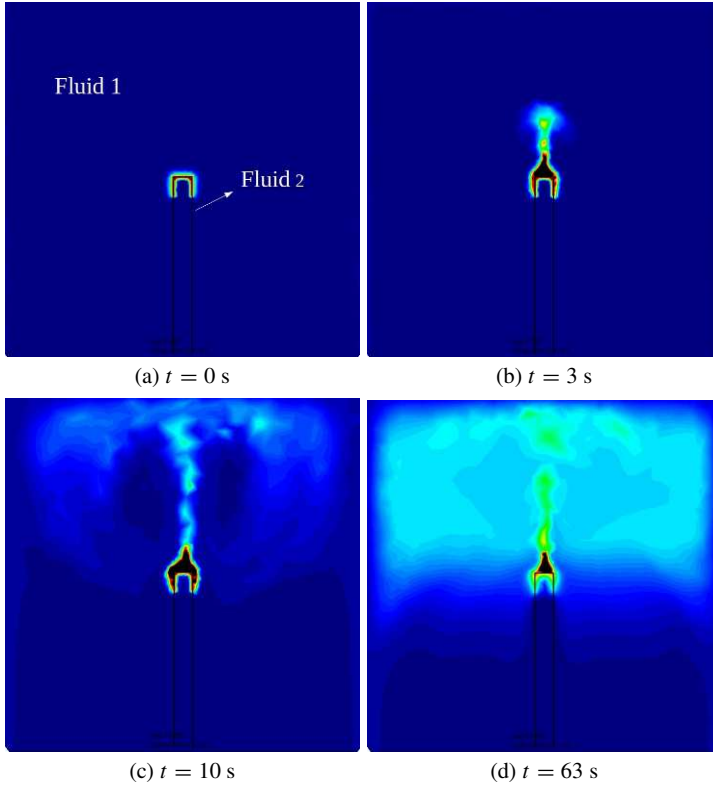 Fluid 1
Fluid 2
(a) t = 0 s
(b) t = 3 s
(c) t = 10 s
(d) t = 63 s